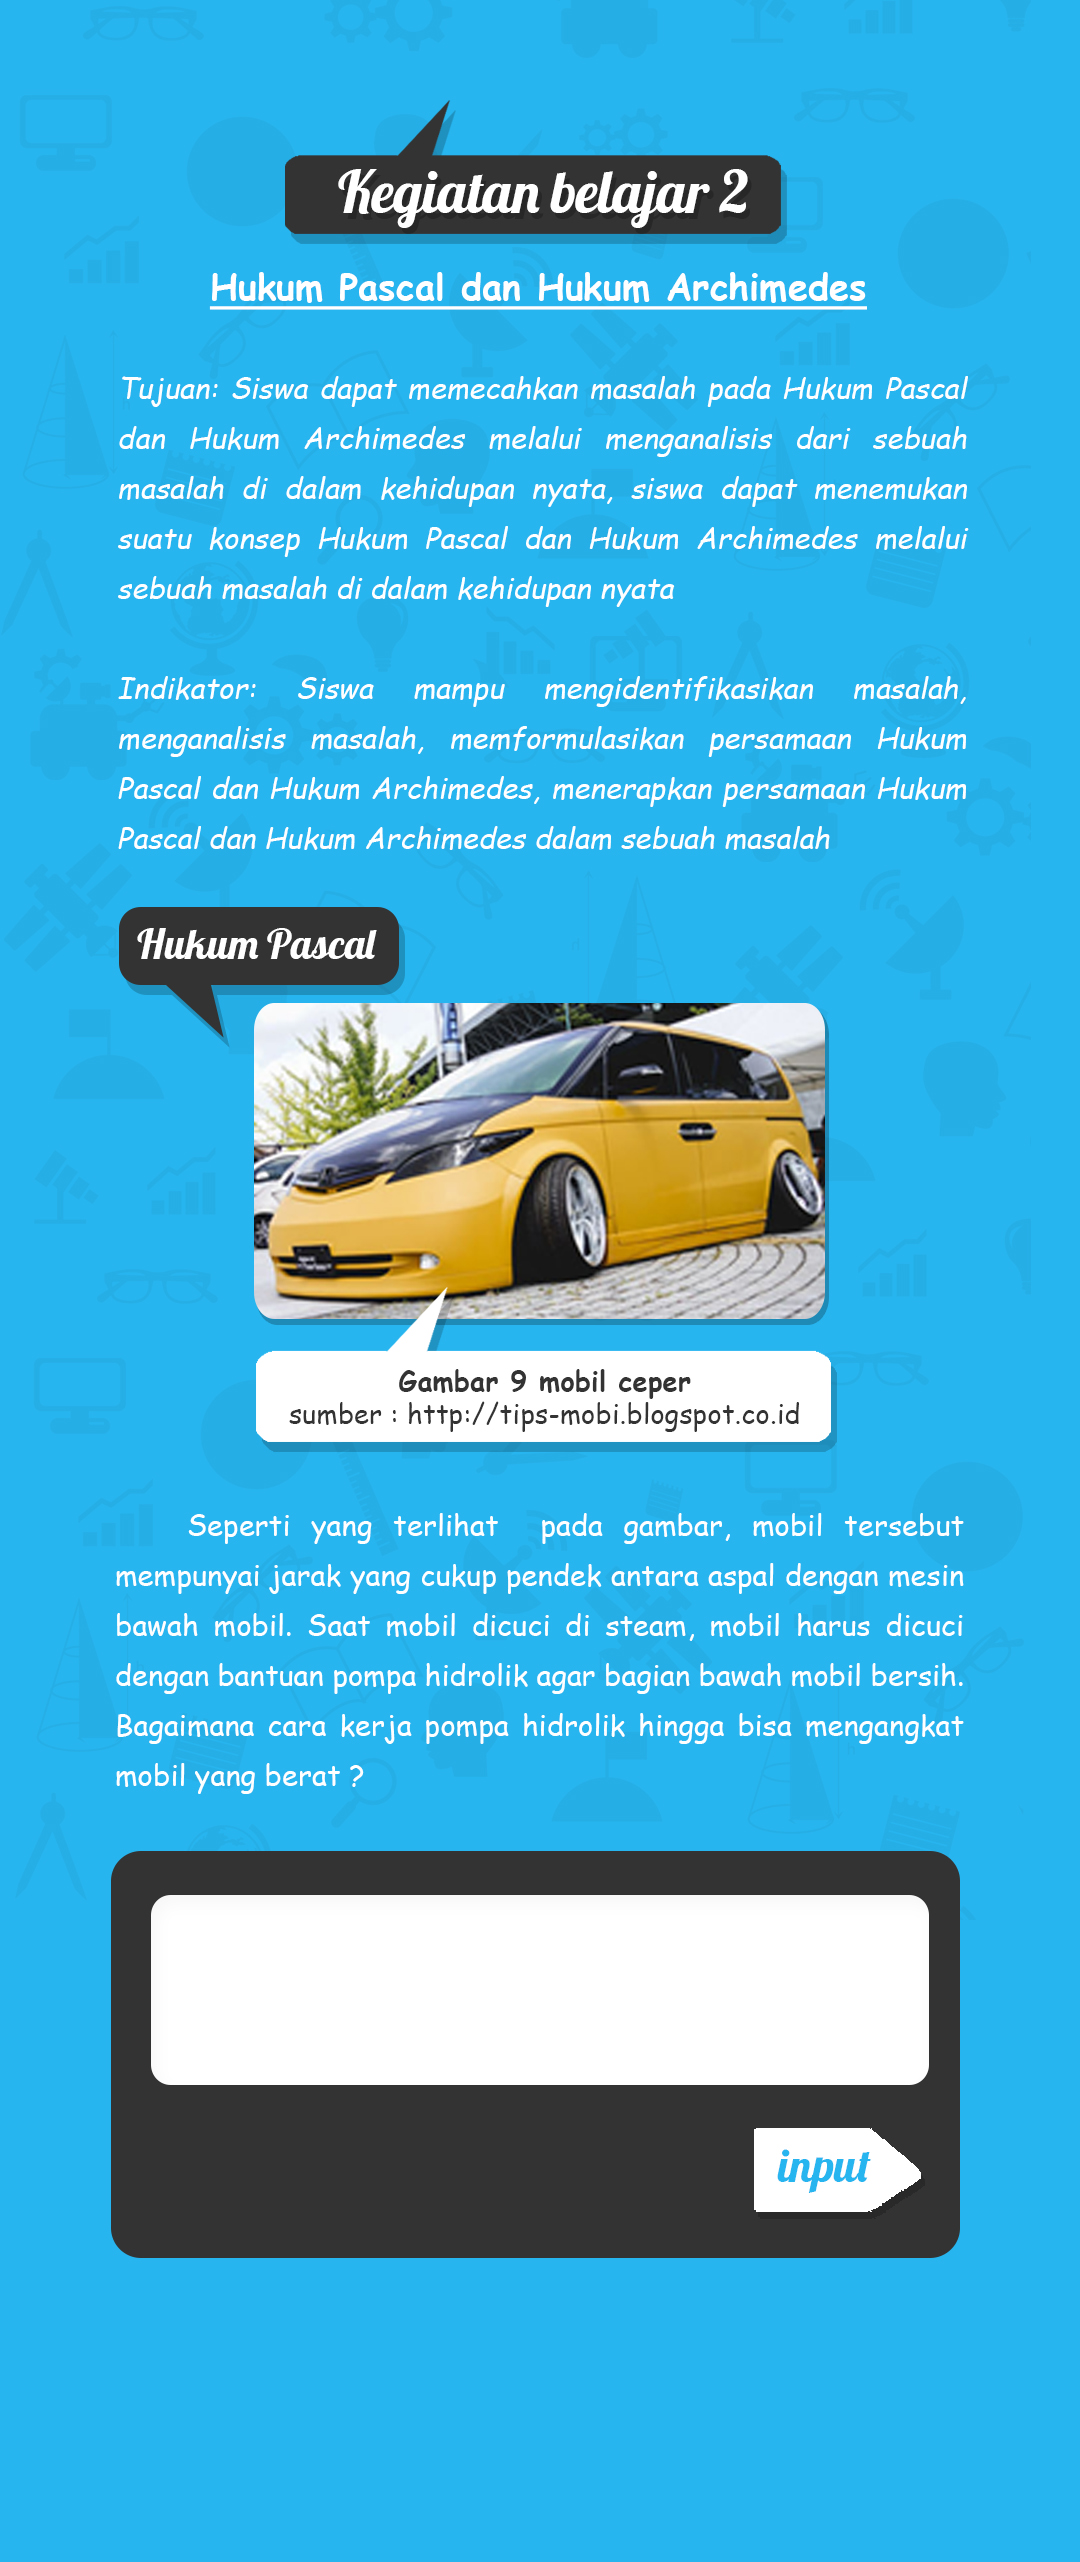 Kegiatan belajar 2
Hukum Pascal dan Hukum Archimedes
Tujuan: Siswa dapat memecahkan masalah pada Hukum Pascal
dan Hukum Archimedes melalui menganalisis dari sebuah
masalah di dalam kehidupan nyata, siswa dapat menemukan
suatu konsep Hukum Pascal dan Hukum Archimedes melalui
sebuah masalah di dalam kehidupan nyata
Indikator: Siswa mampu mengidentifikasikan masalah,
menganalisis masalah, memformulasikan persamaan Hukum
Pascal dan Hukum Archimedes, menerapkan persamaan Hukum
Pascal dan Hukum Archimedes dalam sebuah masalah
Hukum Pascal
Gambar 9 mobil ceper
sumber : http://tips-mobi.blogspot.co.id
Seperti yang terlihat pada gambar, mobil tersebut
mempunyai jarak yang cukup pendek antara aspal dengan mesin
bawah mobil. Saat mobil dicuci di steam, mobil harus dicuci
dengan bantuan pompa hidrolik agar bagian bawah mobil bersih.
Bagaimana cara kerja pompa hidrolik hingga bisa mengangkat
mobil yang berat ?
input